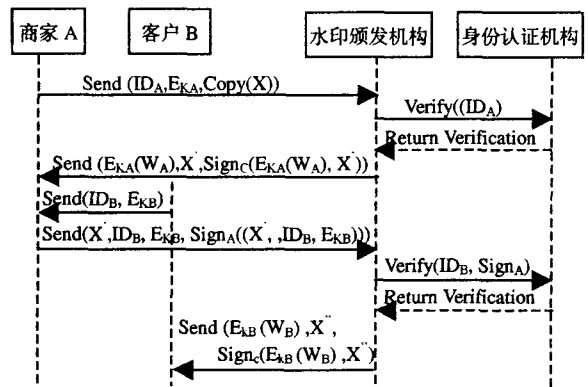 商家 A 客户 B 水印颁发机构 身份认证机构
Send (ID_A,E_KA,Copy(X))
Verify((ID_A)
Return Verification
Send (E_KA(W_A),X',Sign_C(E_KA(W_A), X'))
Send(ID_B, E_KB)
Send(X',ID_B, E_KB, Sign_A((X', ,ID_B, E_KB)))
Verify(ID_B, Sign_A)
Return Verification
Send (E_kB (W_B) ,X'',
Sign_c(E_kB (W_B) ,X'')